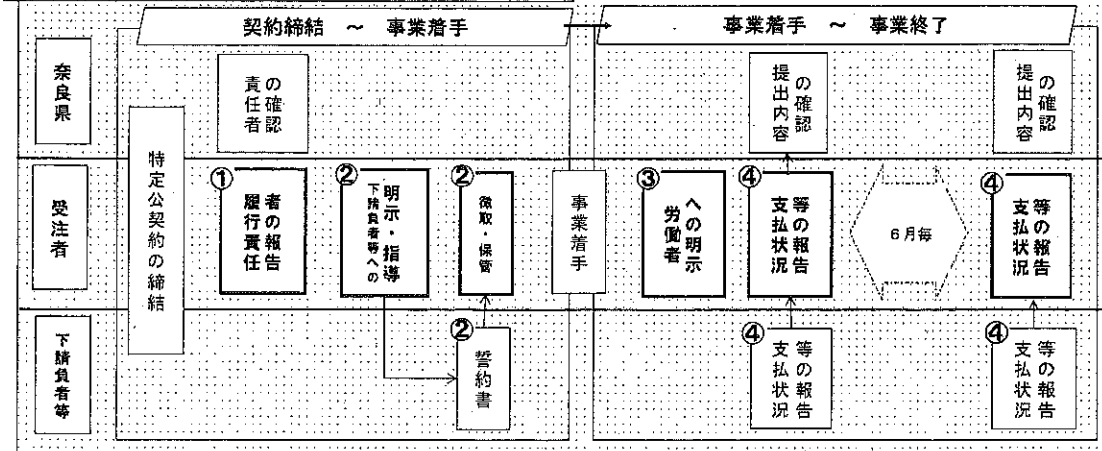 契約締結 ～ 事業着手
事業着手 ～ 事業終了
奈良県
責任者
の確認
提出内容
の確認
提出内容
の確認
特定公契約の締結
受注者
①
履行責任
者の報告
②
下請負者等への
明示・指導
②
徴取・保管
事業着手
③
労働者
への明示
④
支払状況
等の報告
6月毎
④
支払状況
等の報告
下請負者等
②
誓約書
④
支払状況
等の報告
④
支払状況
等の報告